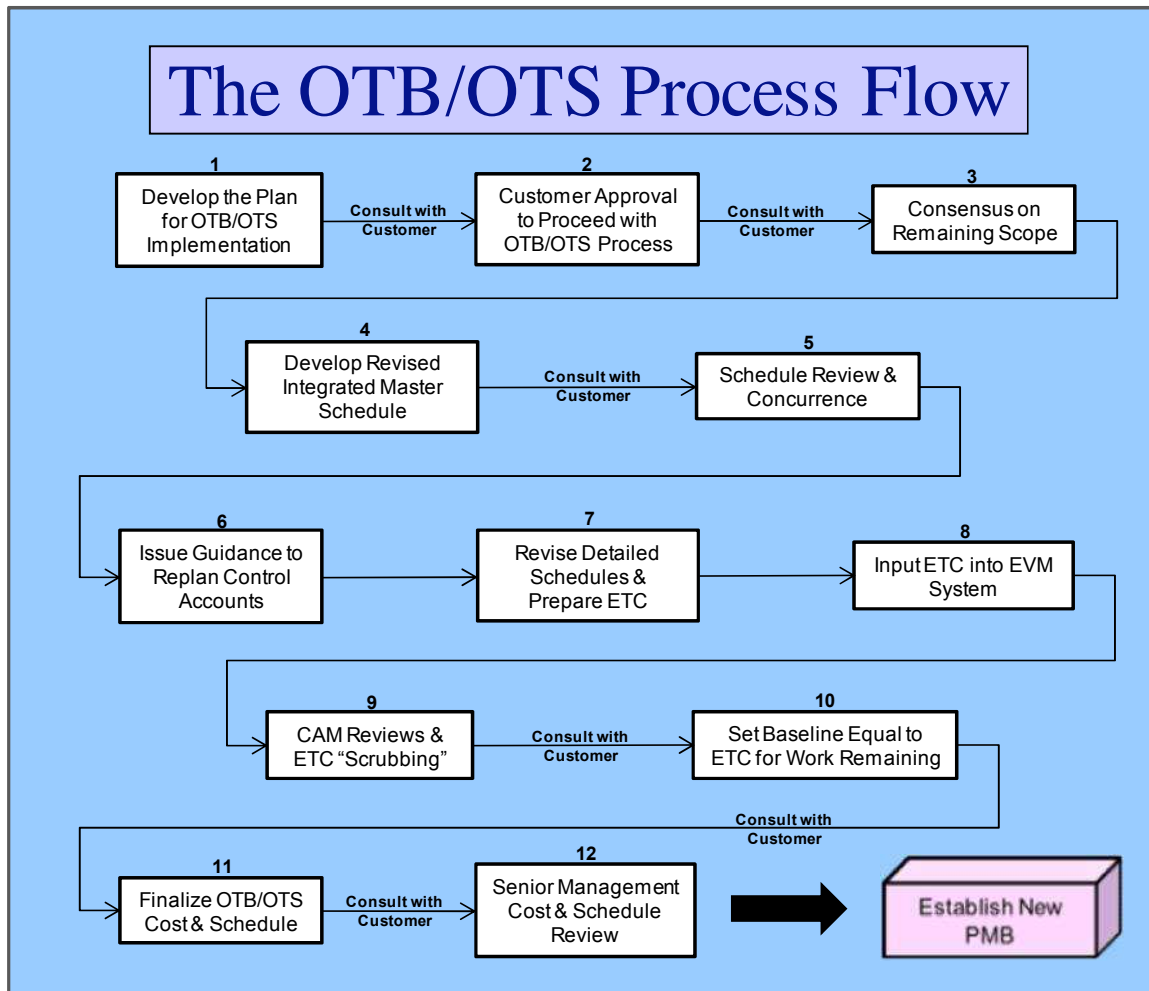 The OTB/OTS Process Flow
1
Develop the Plan
for OTB/OTS
Implementation
Consult with
Customer
2
Customer Approval
to Proceed with
OTB/OTS Process
Consult with
Customer
3
Consensus on
Remaining Scope
4
Develop Revised
Integrated Master
Schedule
Consult with
Customer
5
Schedule Review &
Concurrence
6
Issue Guidance to
Replan Control
Accounts
7
Revise Detailed
Schedules &
Prepare ETC
8
Input ETC into EVM
System
9
CAM Reviews &
ETC “Scrubbing”
Consult with
Customer
10
Set Baseline Equal to
ETC for Work Remaining
Consult with
Customer
11
Finalize OTB/OTS
Cost & Schedule
Consult with
Customer
12
Senior Management
Cost & Schedule
Review
Establish New
PMB